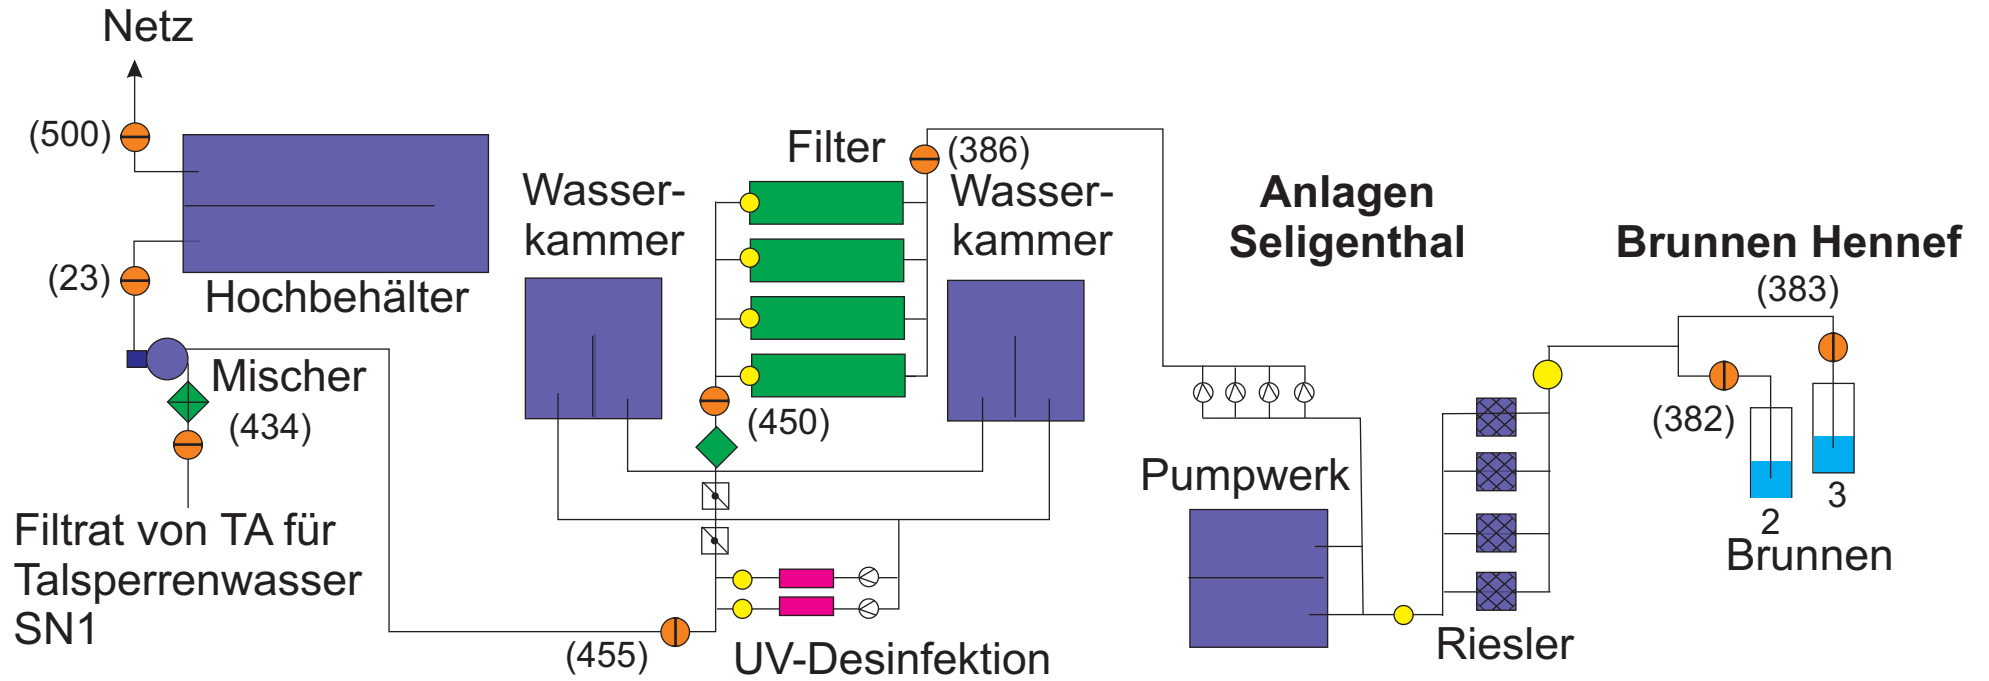 Netz
(500)
Hochbehälter
(23)
Mischer
(434)
Filtrat von TA für
Talsperrenwasser
SN1
Wasser-
kammer
Filter
(386)
Wasser-
kammer
(450)
(455)
UV-Desinfektion
Anlagen
Seligenthal
Pumpwerk
Riesler
Brunnen Hennef
(383)
(382)
3
2
Brunnen